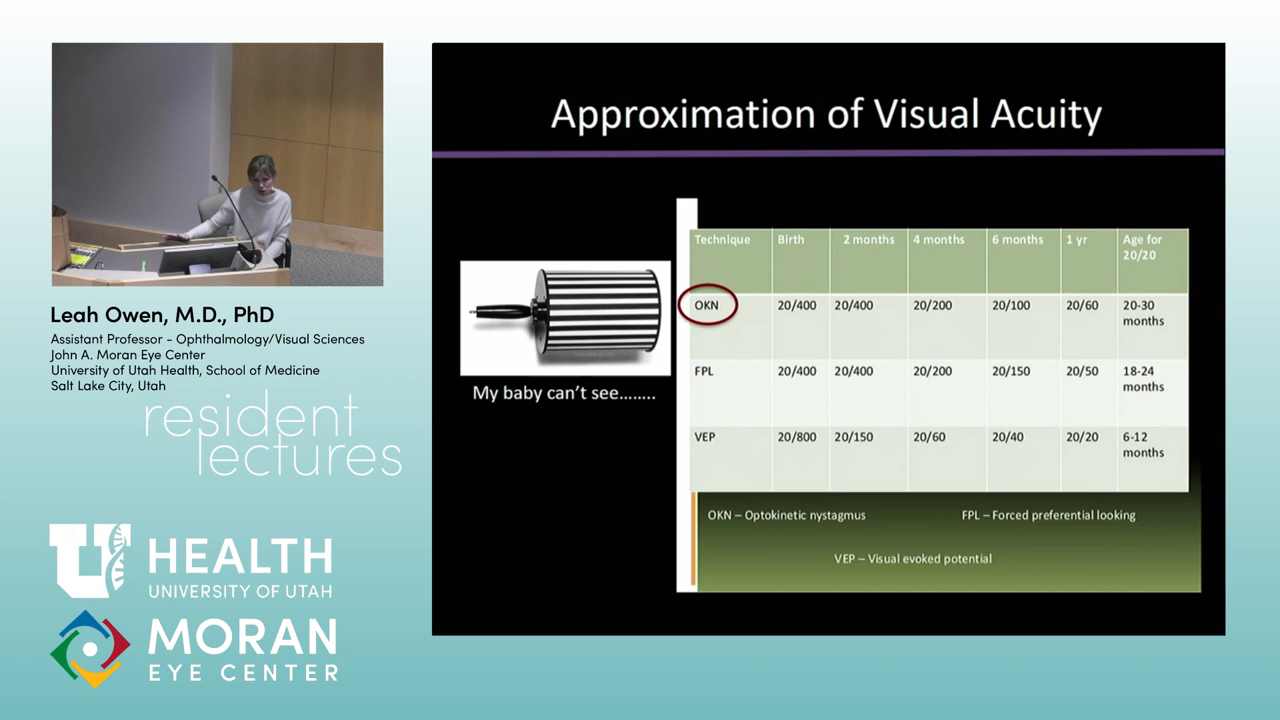 Approximation of Visual Acuity
Technique Birth 2 months 4 months 6 months 1 yr Age for 20/20
OKN 20/400 20/400 20/200 20/100 20/60 20-30 months
FPL 20/400 20/400 20/200 20/150 20/50 18-24 months
VEP 20/800 20/150 20/60 20/40 20/20 6-12 months
My baby can't see........
OKN – Optokinetic nystagmus
FPL – Forced preferential looking
VEP – Visual evoked potential
Leah Owen, M.D., PhD
Assistant Professor - Ophthalmology/Visual Sciences
John A. Moran Eye Center
University of Utah Health, School of Medicine
Salt Lake City, Utah
resident
lectures
U HEALTH
UNIVERSITY OF UTAH
MORAN
EYE CENTER